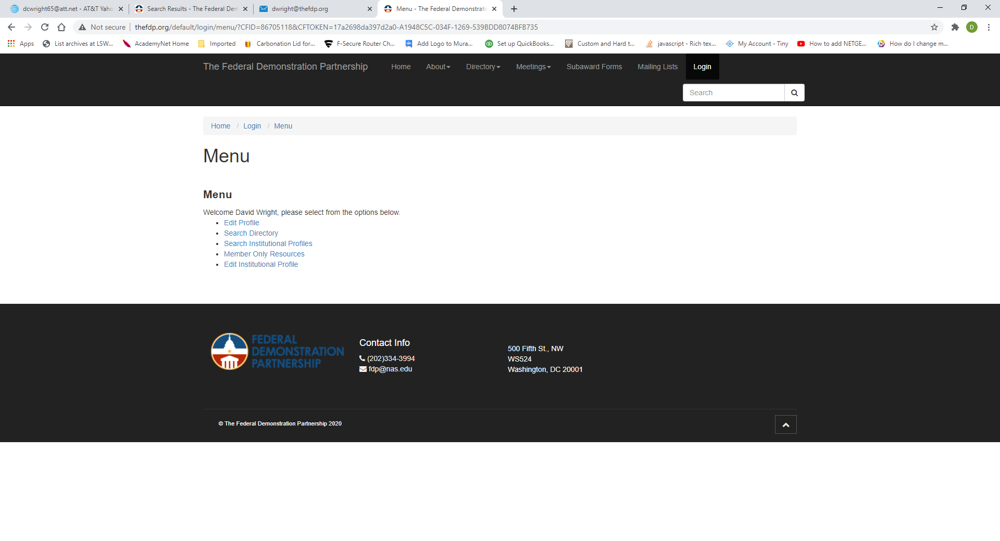 dcwright65@att.net - AT&T Yaho
Search Results - The Federal Dem
dwright@thefdp.org
Menu - The Federal Demonstrati
Not secure
thefdp.org/default/login/menu/?CFID=86705118&CFTOKEN=17a2698da397d2a0-A1948C5C-034F-1269-539BDD8074BFB735
D
Apps
List archives at LSW...
AcademyNet Home
Imported
Carbonation Lid for...
F-Secure Router Ch...
Add Logo to Mura...
Set up QuickBooks...
Custom and Hard t...
javascript - Rich tex...
My Account - Tiny
How to add NETGE...
How do I change m...
The Federal Demonstration Partnership
Home
About
Directory
Meetings
Subaward Forms
Mailing Lists
Login
Search
Home / Login / Menu
Menu
Menu
Welcome David Wright, please select from the options below.
• Edit Profile
• Search Directory
• Search Institutional Profiles
• Member Only Resources
• Edit Institutional Profile
FEDERAL
DEMONSTRATION
PARTNERSHIP
Contact Info
(202)334-3994
fdp@nas.edu
500 Fifth St., NW
WS524
Washington, DC 20001
© The Federal Demonstration Partnership 2020